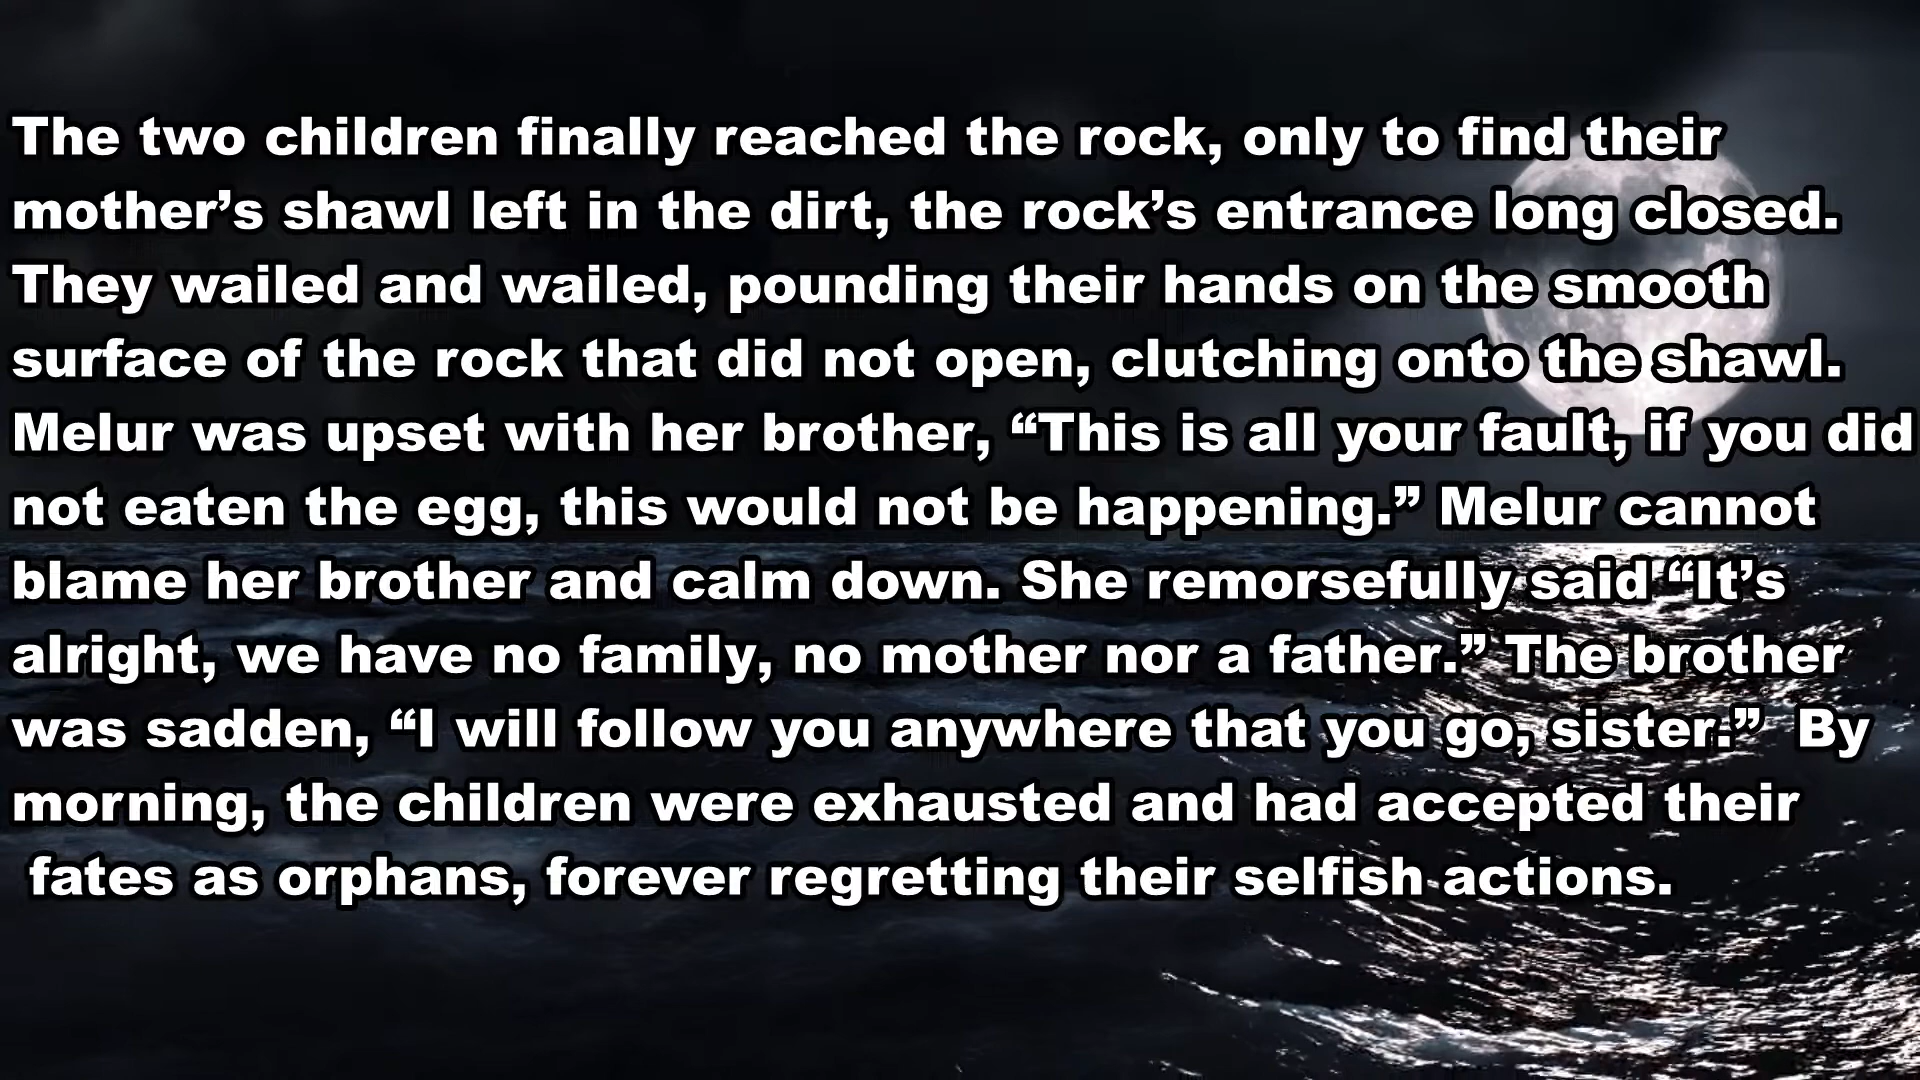 The two children finally reached the rock, only to find their
mother’s shawl left in the dirt, the rock’s entrance long closed.
They wailed and wailed, pounding their hands on the smooth
surface of the rock that did not open, clutching onto the shawl.
Melur was upset with her brother, “This is all your fault, if you did
not eaten the egg, this would not be happening.” Melur cannot
blame her brother and calm down. She remorsefully said “It’s
alright, we have no family, no mother nor a father.” The brother
was sadden, “I will follow you anywhere that you go, sister.”  By
morning, the children were exhausted and had accepted their
fates as orphans, forever regretting their selfish actions.